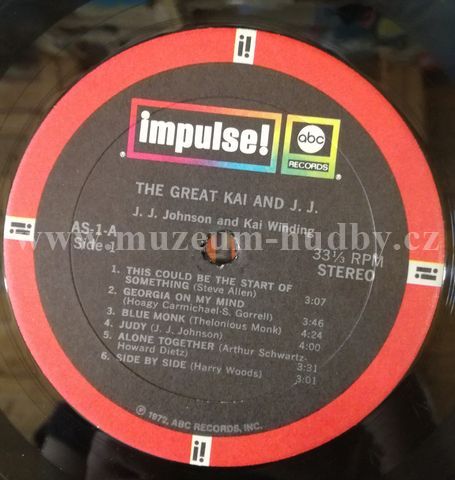 i!
impulse!
®
abc
RECORDS
®
THE GREAT KAI AND J. J.
J. J. Johnson and Kai Winding
AS-1-A
Side 1
33⅓ RPM
STEREO
www.muzeum-hudby.cz
i!
i!
1. THIS COULD BE THE START OF
SOMETHING (Steve Allen) 3:07
2. GEORGIA ON MY MIND
(Hoagy Carmichael-S. Gorrell) 3:46
3. BLUE MONK (Thelonious Monk) 4:24
4. JUDY (J. J. Johnson) 4:00
5. ALONE TOGETHER (Arthur Schwartz-
Howard Dietz) 3:31
6. SIDE BY SIDE (Harry Woods) 3:01
℗ 1972, ABC RECORDS, INC.
i!